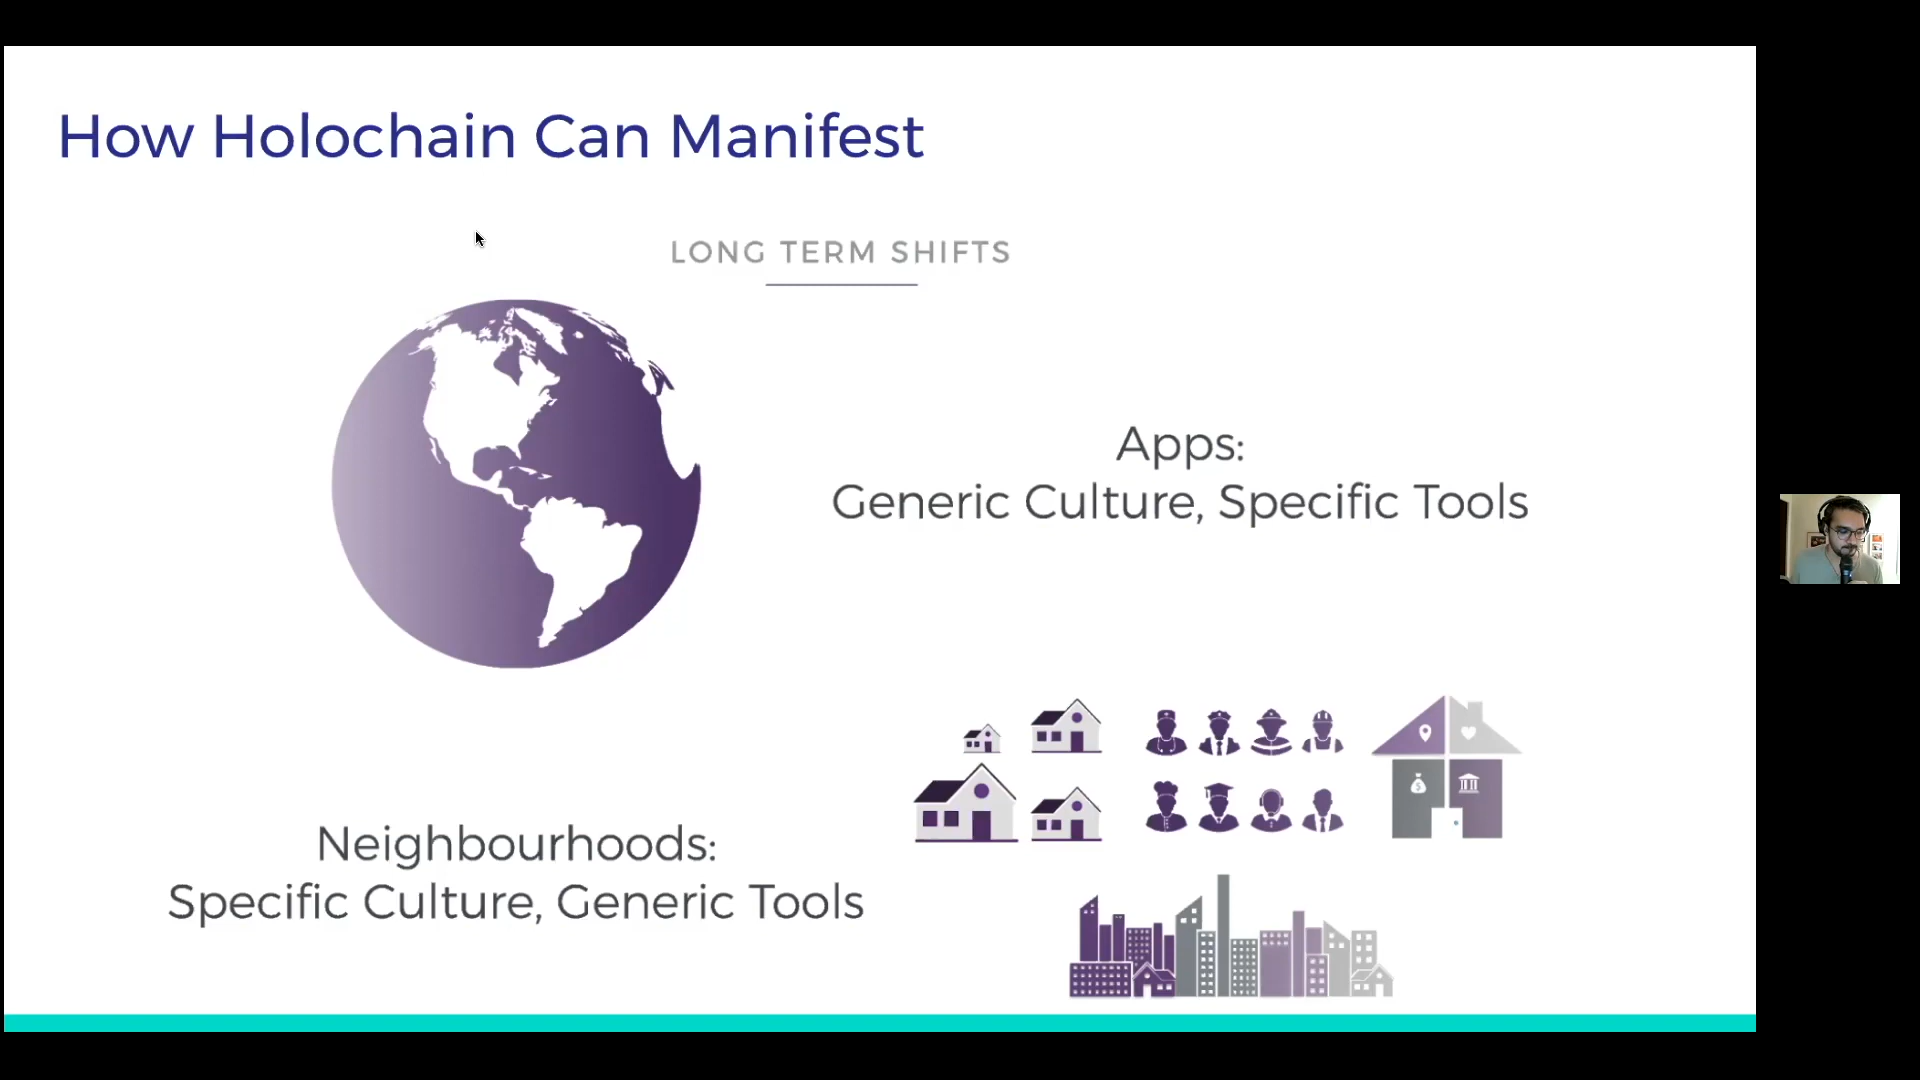 How Holochain Can Manifest
LONG TERM SHIFTS
Apps:
Generic Culture, Specific Tools
Neighbourhoods:
Specific Culture, Generic Tools